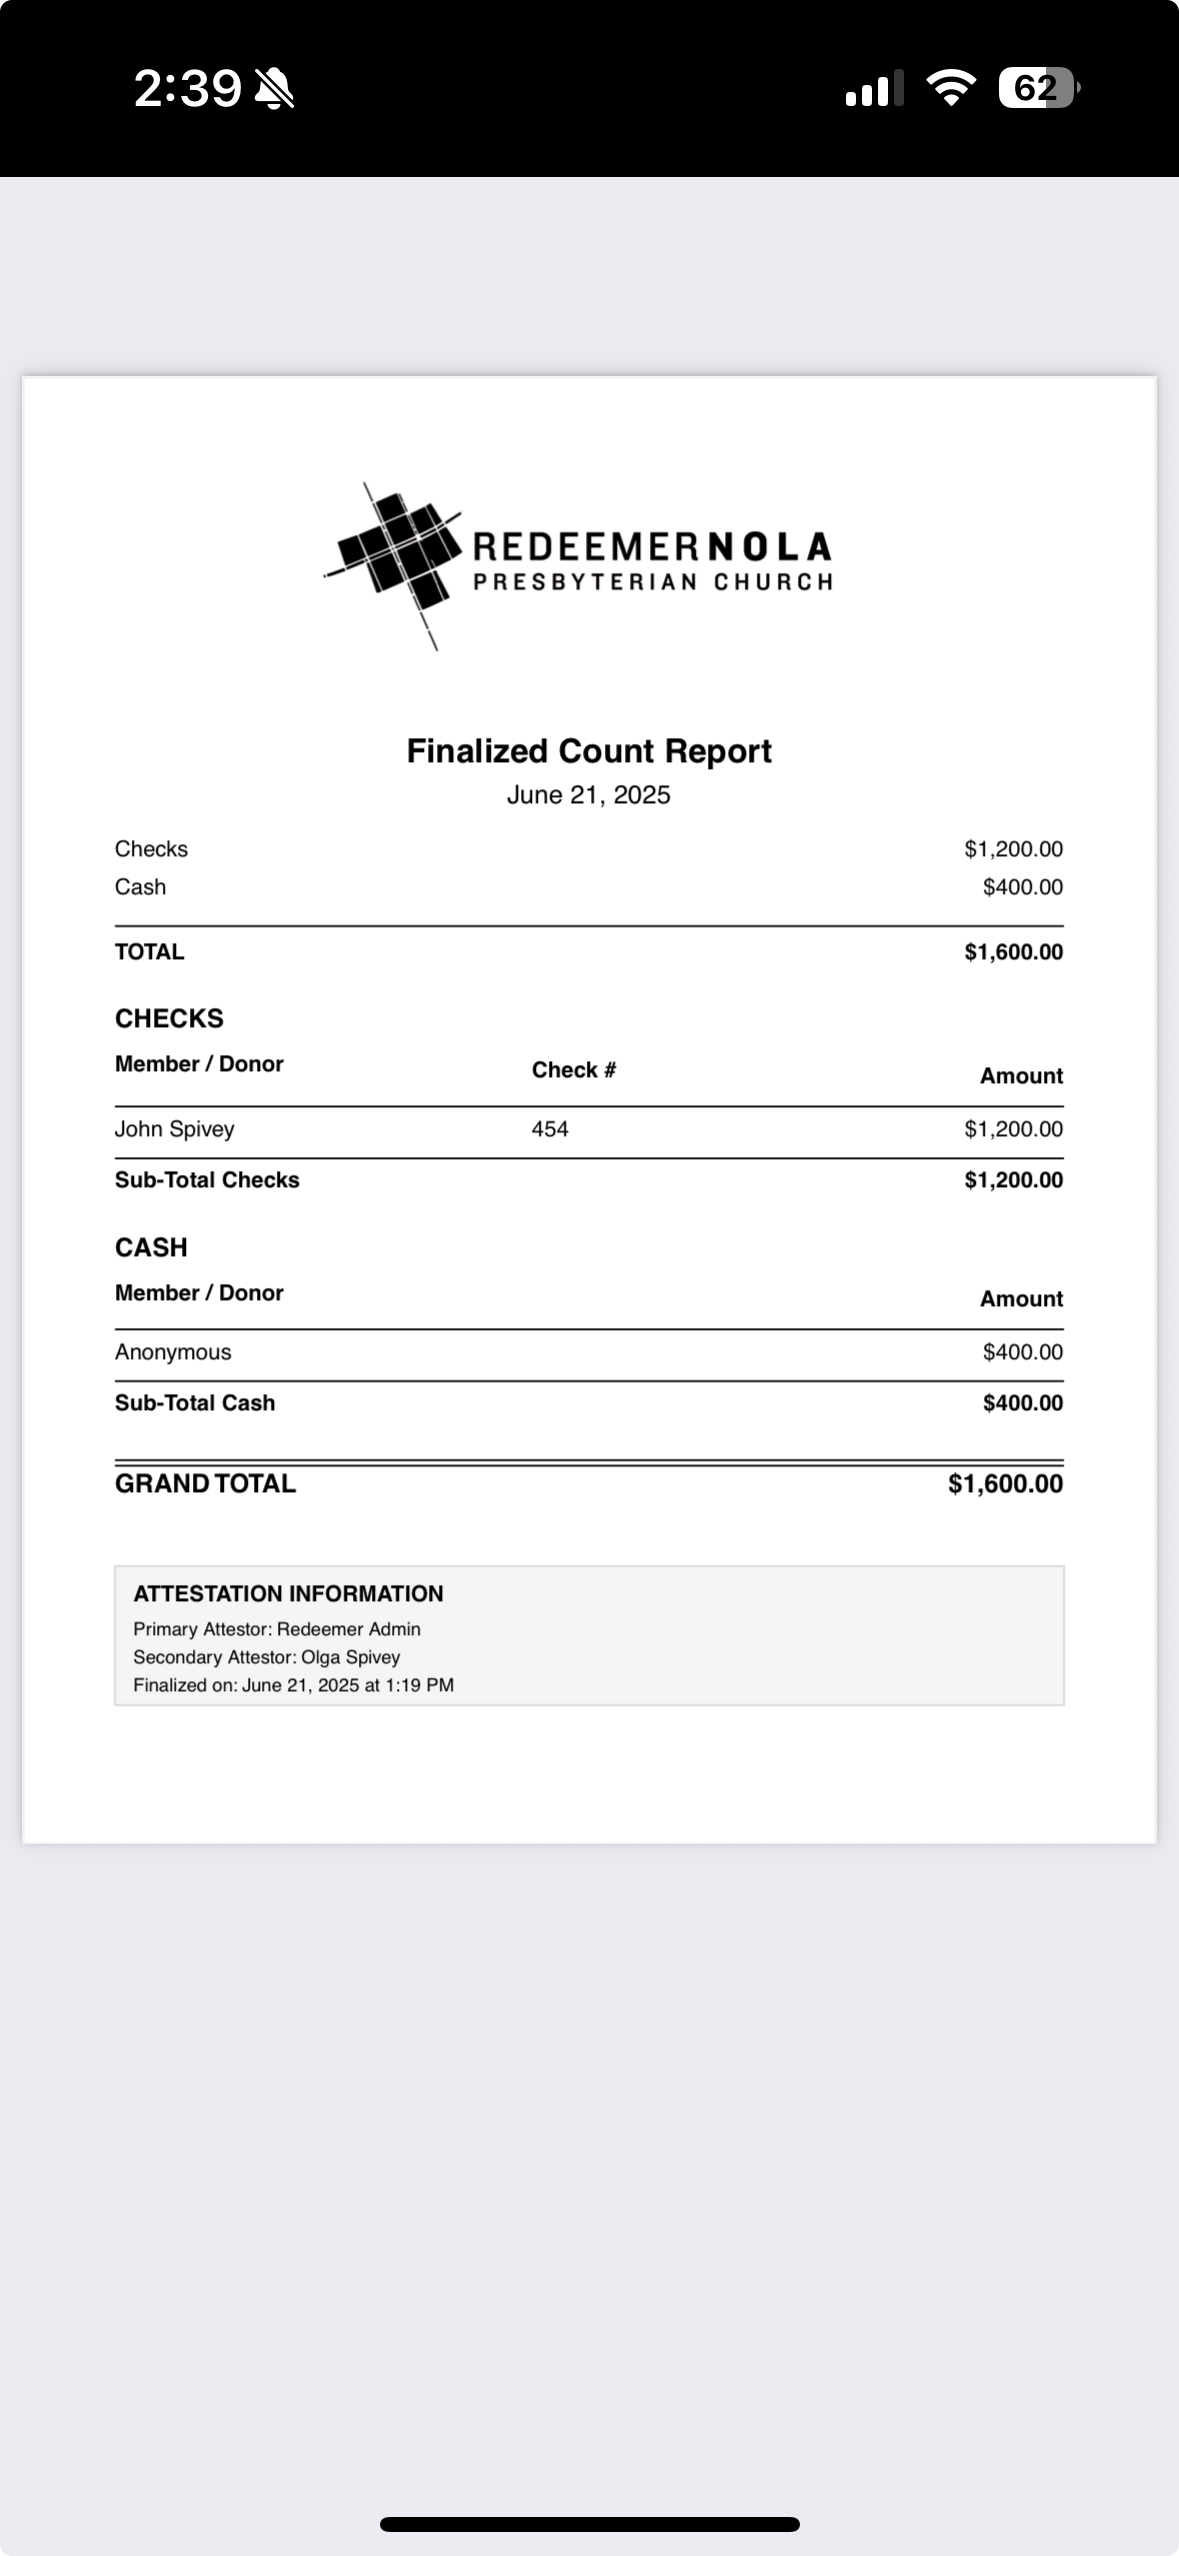 2:39
62
REDEEMERNOLA
PRESBYTERIAN CHURCH
Finalized Count Report
June 21, 2025
Checks $1,200.00
Cash $400.00
TOTAL $1,600.00
CHECKS
Member / Donor Check # Amount
John Spivey 454 $1,200.00
Sub-Total Checks $1,200.00
CASH
Member / Donor Amount
Anonymous $400.00
Sub-Total Cash $400.00
GRAND TOTAL $1,600.00
ATTESTATION INFORMATION
Primary Attestor: Redeemer Admin
Secondary Attestor: Olga Spivey
Finalized on: June 21, 2025 at 1:19 PM